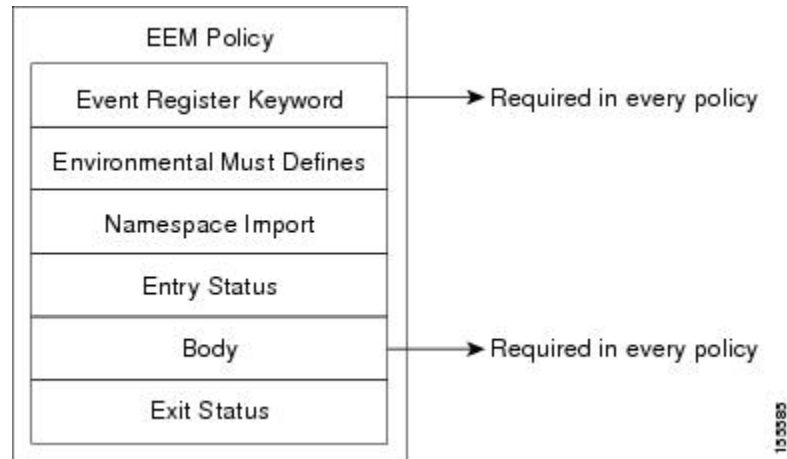 EEM Policy
Event Register Keyword
Required in every policy
Environmental Must Defines
Namespace Import
Entry Status
Body
Required in every policy
Exit Status
155585